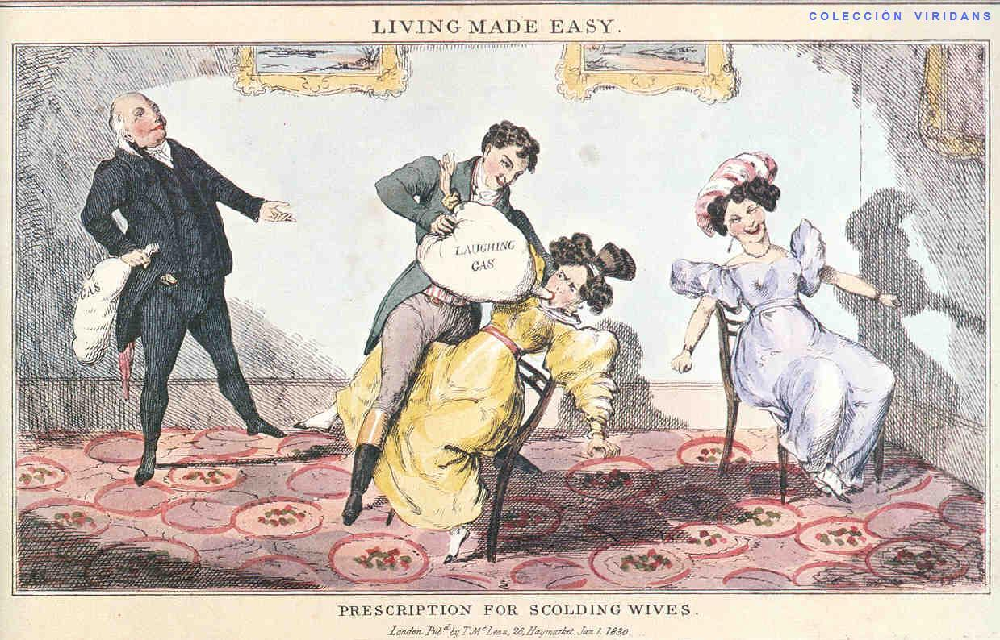 COLECCIÓN VIRIDANS
LIVING MADE EASY.
GAS
LAUGHING
GAS
PRESCRIPTION FOR SCOLDING WIVES.
London. Pubd by T. McLean, 26, Haymarket, Jan 1. 1830.